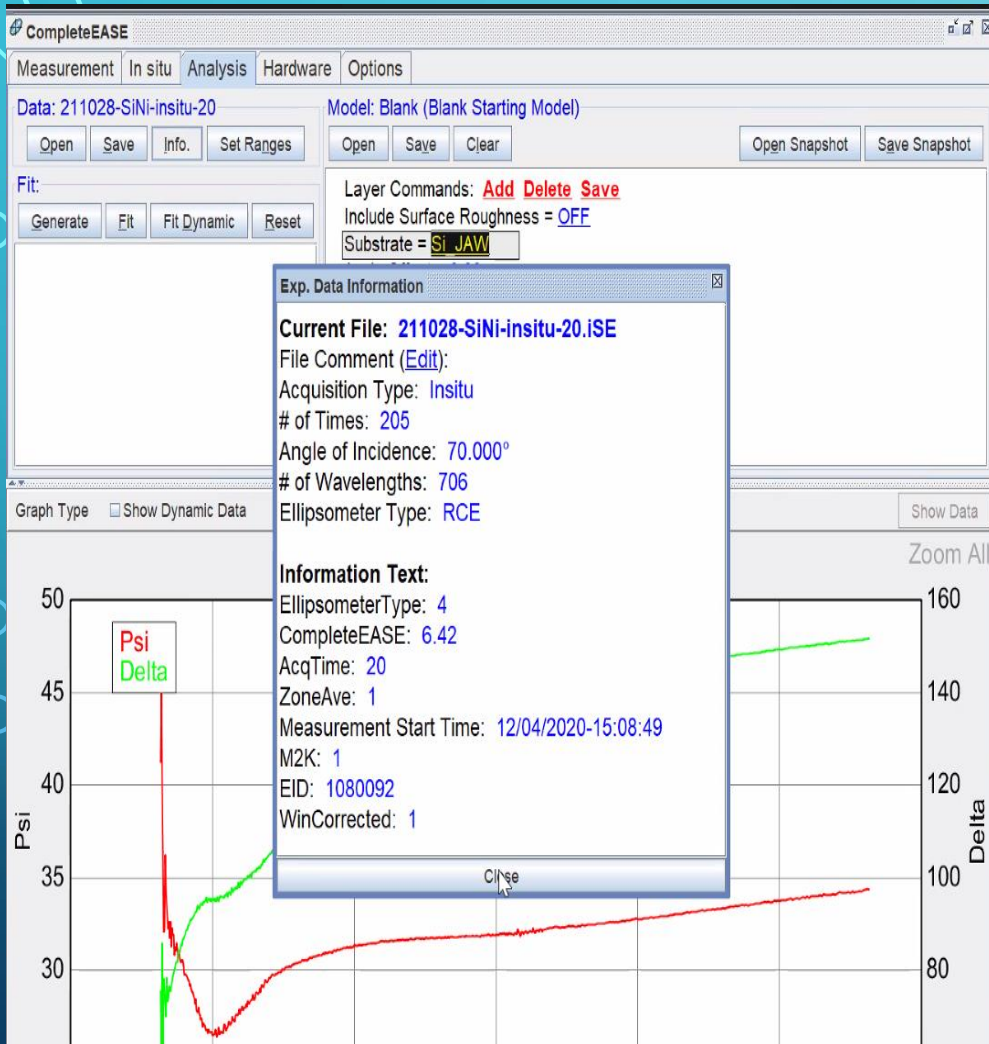 CompleteEASE
Measurement In situ Analysis Hardware Options
Data: 211028-SiNi-insitu-20
Open Save Info. Set Ranges
Model: Blank (Blank Starting Model)
Open Save Clear Open Snapshot Save Snapshot
Fit:
Generate Fit Fit Dynamic Reset
Layer Commands: Add Delete Save
Include Surface Roughness = OFF
Substrate = Si_JAW
Exp. Data Information
Current File: 211028-SiNi-insitu-20.iSE
File Comment (Edit):
Acquisition Type: Insitu
# of Times: 205
Angle of Incidence: 70.000°
# of Wavelengths: 706
Ellipsometer Type: RCE
Information Text:
EllipsometerType: 4
CompleteEASE: 6.42
AcqTime: 20
ZoneAve: 1
Measurement Start Time: 12/04/2020-15:08:49
M2K: 1
EID: 1080092
WinCorrected: 1
Close
Graph Type Show Dynamic Data Show Data
Zoom All
Psi
Delta
50
45
40
35
30
Psi
160
140
120
100
80
Delta